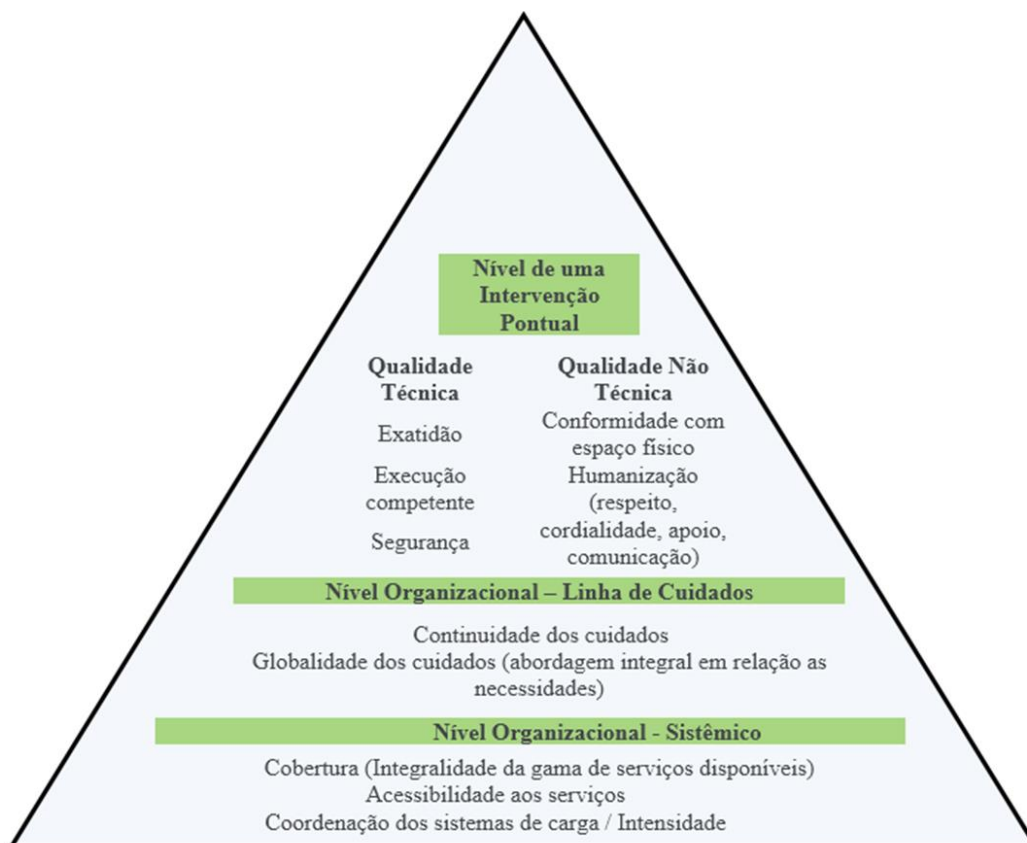 Nível de uma
Intervenção
Pontual
Qualidade
Técnica
Exatidão
Execução
competente
Segurança
Qualidade Não
Técnica
Conformidade com
espaço físico
Humanização
(respeito,
cordialidade, apoio,
comunicação)
Nível Organizacional – Linha de Cuidados
Continuidade dos cuidados
Globalidade dos cuidados (abordagem integral em relação as
necessidades)
Nível Organizacional - Sistêmico
Cobertura (Integralidade da gama de serviços disponíveis)
Acessibilidade aos serviços
Coordenação dos sistemas de carga / Intensidade